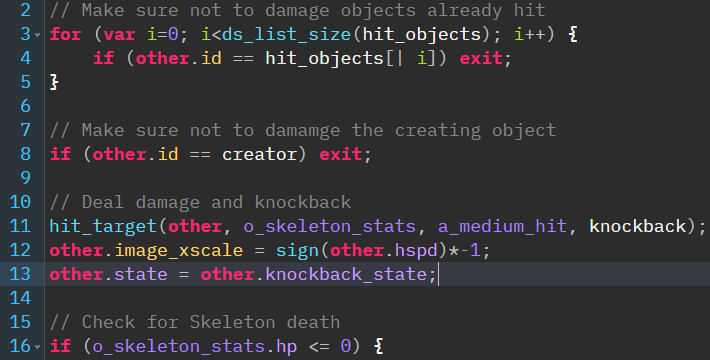 2 // Make sure not to damage objects already hit
3 for (var i=0; i<ds_list_size(hit_objects); i++) {
4     if (other.id == hit_objects[| i]) exit;
5 }
6
7 // Make sure not to damamge the creating object
8 if (other.id == creator) exit;
9
10 // Deal damage and knockback
11 hit_target(other, o_skeleton_stats, a_medium_hit, knockback);
12 other.image_xscale = sign(other.hspd)*-1;
13 other.state = other.knockback_state;
14
15 // Check for Skeleton death
16 if (o_skeleton_stats.hp <= 0) {